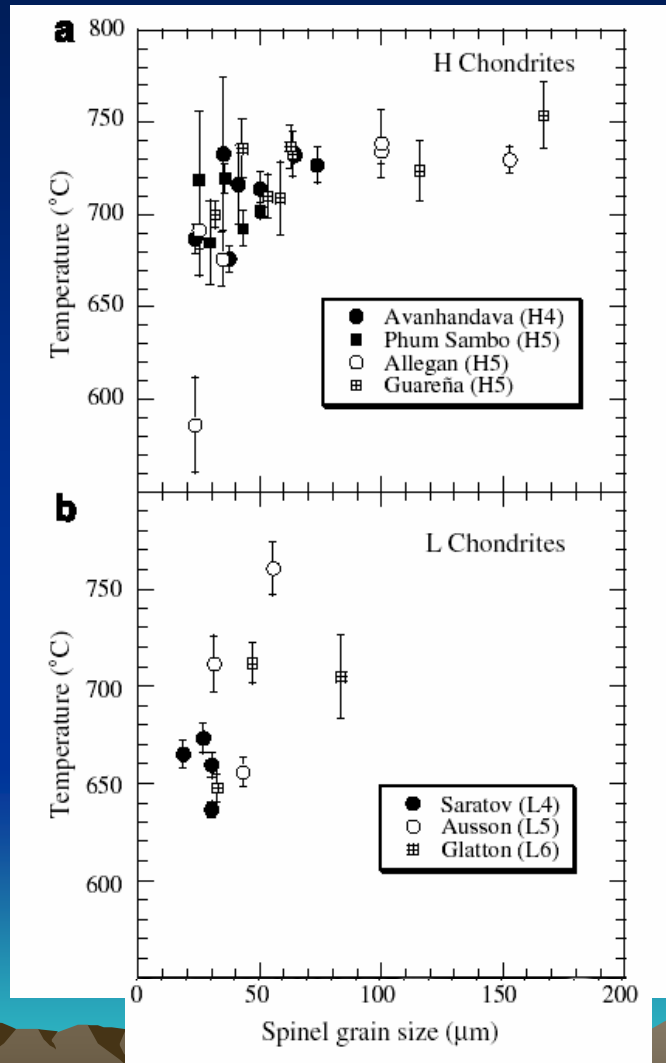 a
800
H Chondrites
750
700
650
600
Temperature (°C)
Avanhandava (H4)
Phum Sambo (H5)
Allegan (H5)
Guareña (H5)
b
L Chondrites
750
700
650
600
Temperature (°C)
Saratov (L4)
Ausson (L5)
Glatton (L6)
0 50 100 150 200
Spinel grain size (μm)